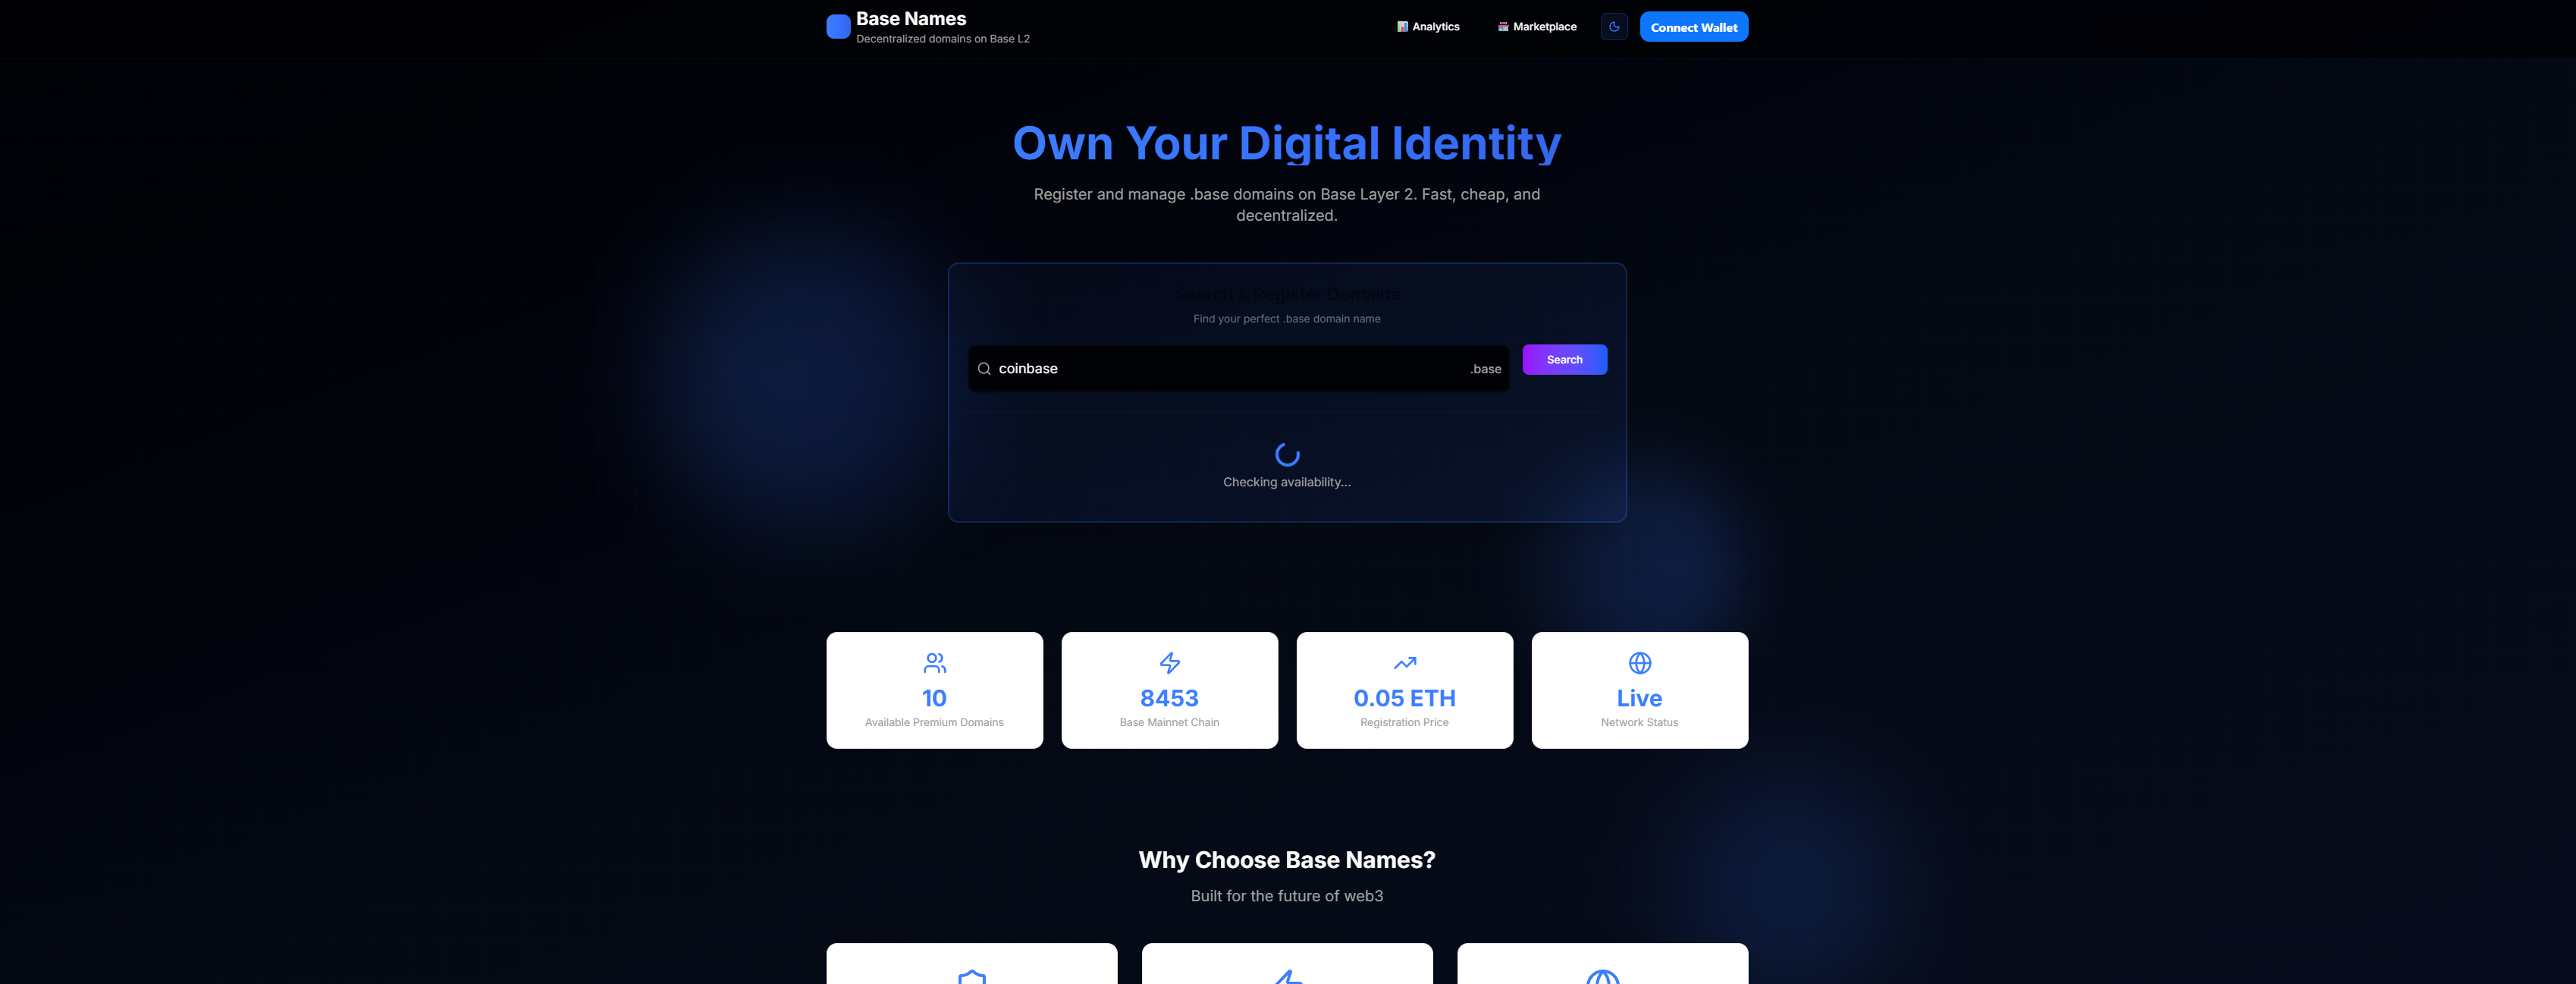 Base Names
Decentralized domains on Base L2
Analytics
Marketplace
Connect Wallet
Own Your Digital Identity
Register and manage .base domains on Base Layer 2. Fast, cheap, and
decentralized.
Search & Register Domains
Find your perfect .base domain name
coinbase
.base
Search
Checking availability...
10
Available Premium Domains
8453
Base Mainnet Chain
0.05 ETH
Registration Price
Live
Network Status
Why Choose Base Names?
Built for the future of web3